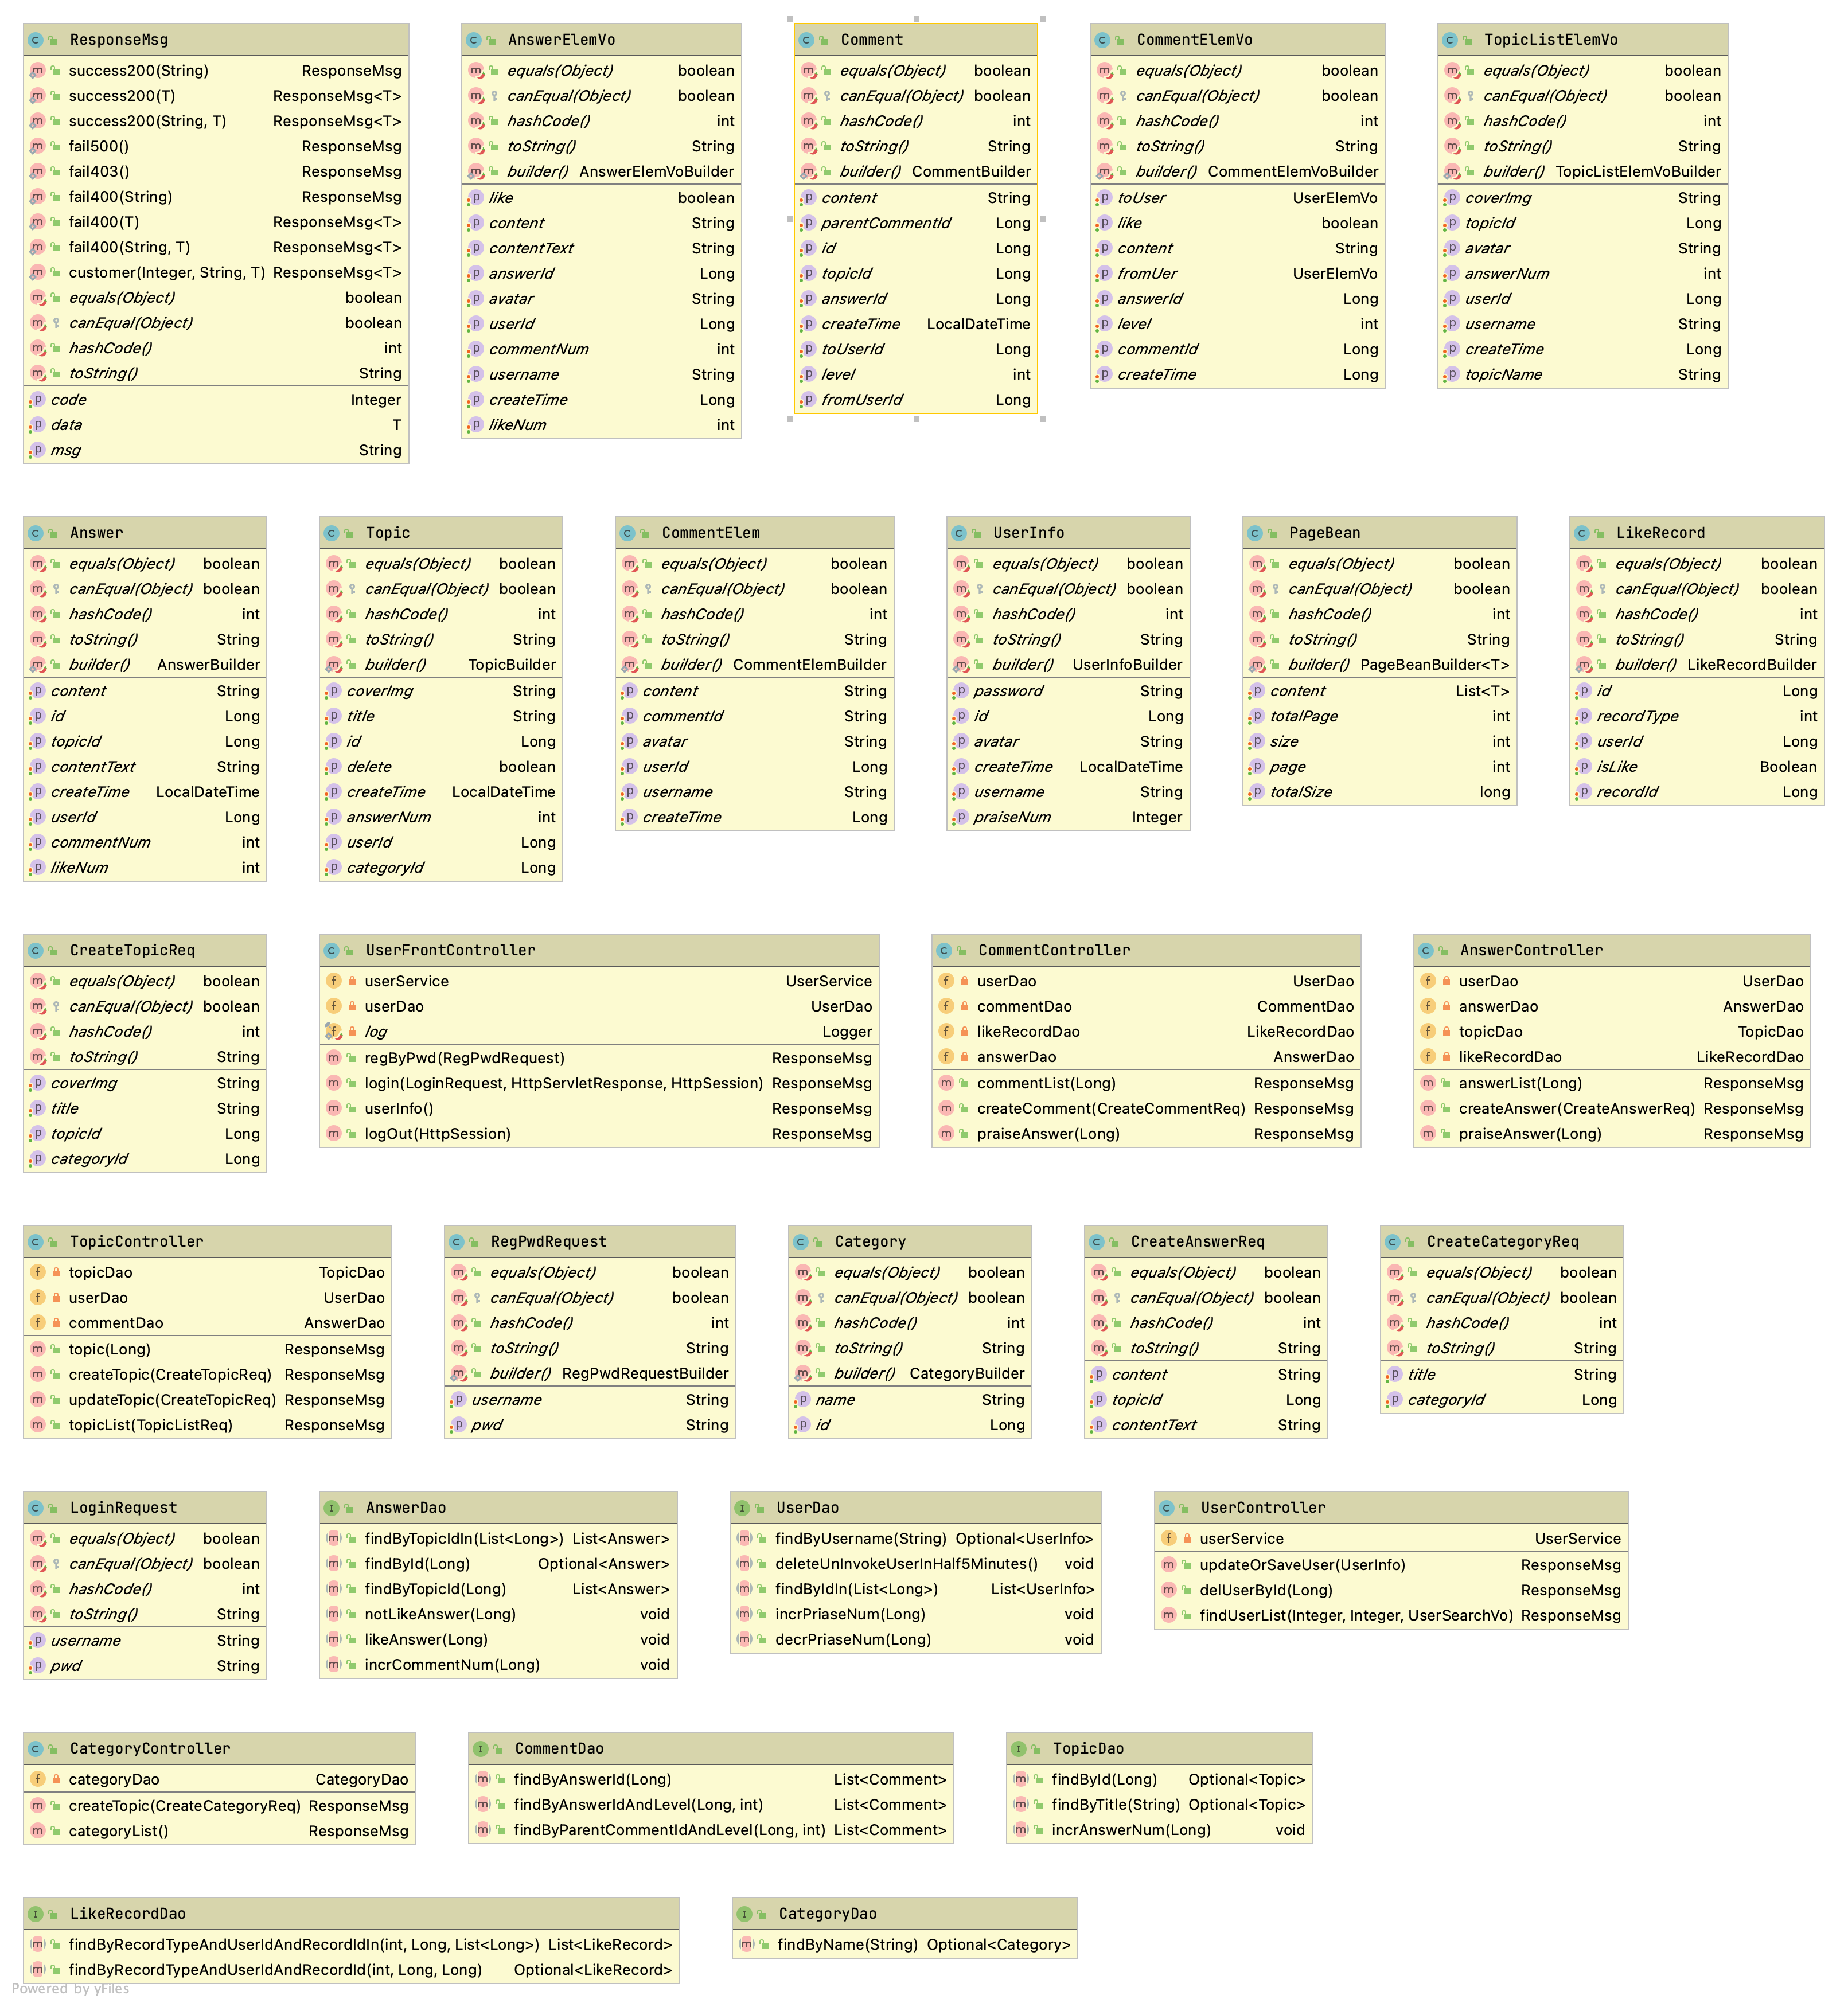 ResponseMsg
success200(String) ResponseMsg
success200(T) ResponseMsg<T>
success200(String, T) ResponseMsg<T>
fail500() ResponseMsg
fail403() ResponseMsg
fail400(String) ResponseMsg
fail400(T) ResponseMsg<T>
fail400(String, T) ResponseMsg<T>
customer(Integer, String, T) ResponseMsg<T>
equals(Object) boolean
canEqual(Object) boolean
hashCode() int
toString() String
code Integer
data T
msg String
AnswerElemVo
equals(Object) boolean
canEqual(Object) boolean
hashCode() int
toString() String
builder() AnswerElemVoBuilder
like boolean
content String
contentText String
answerId Long
avatar String
userId Long
commentNum int
username String
createTime Long
likeNum int
Comment
equals(Object) boolean
canEqual(Object) boolean
hashCode() int
toString() String
builder() CommentBuilder
content String
parentCommentId Long
id Long
topicId Long
answerId Long
createTime LocalDateTime
toUserId Long
level int
fromUserId Long
CommentElemVo
equals(Object) boolean
canEqual(Object) boolean
hashCode() int
toString() String
builder() CommentElemVoBuilder
toUser UserElemVo
like boolean
content String
fromUer UserElemVo
answerId Long
level int
commentId Long
createTime Long
TopicListElemVo
equals(Object) boolean
canEqual(Object) boolean
hashCode() int
toString() String
builder() TopicListElemVoBuilder
coverImg String
topicId Long
avatar String
answerNum int
userId Long
username String
createTime Long
topicName String
Answer
equals(Object) boolean
canEqual(Object) boolean
hashCode() int
toString() String
builder() AnswerBuilder
content String
id Long
topicId Long
contentText String
createTime LocalDateTime
userId Long
commentNum int
likeNum int
Topic
equals(Object) boolean
canEqual(Object) boolean
hashCode() int
toString() String
builder() TopicBuilder
coverImg String
title String
id Long
delete boolean
createTime LocalDateTime
answerNum int
userId Long
categoryId Long
CommentElem
equals(Object) boolean
canEqual(Object) boolean
hashCode() int
toString() String
builder() CommentElemBuilder
content String
commentId String
avatar String
userId Long
username String
createTime Long
UserInfo
equals(Object) boolean
canEqual(Object) boolean
hashCode() int
toString() String
builder() UserInfoBuilder
password String
id Long
avatar String
createTime LocalDateTime
username String
praiseNum Integer
PageBean
equals(Object) boolean
canEqual(Object) boolean
hashCode() int
toString() String
builder() PageBeanBuilder<T>
content List<T>
totalPage int
size int
page int
totalSize long
LikeRecord
equals(Object) boolean
canEqual(Object) boolean
hashCode() int
toString() String
builder() LikeRecordBuilder
id Long
recordType int
userId Long
isLike Boolean
recordId Long
CreateTopicReq
equals(Object) boolean
canEqual(Object) boolean
hashCode() int
toString() String
coverImg String
title String
topicId Long
categoryId Long
UserFrontController
userService UserService
userDao UserDao
log Logger
regByPwd(RegPwdRequest) ResponseMsg
login(LoginRequest, HttpServletResponse, HttpSession) ResponseMsg
userInfo() ResponseMsg
logOut(HttpSession) ResponseMsg
CommentController
userDao UserDao
commentDao CommentDao
likeRecordDao LikeRecordDao
answerDao AnswerDao
commentList(Long) ResponseMsg
createComment(CreateCommentReq) ResponseMsg
praiseAnswer(Long) ResponseMsg
AnswerController
userDao UserDao
answerDao AnswerDao
topicDao TopicDao
likeRecordDao LikeRecordDao
answerList(Long) ResponseMsg
createAnswer(CreateAnswerReq) ResponseMsg
praiseAnswer(Long) ResponseMsg
TopicController
topicDao TopicDao
userDao UserDao
commentDao AnswerDao
topic(Long) ResponseMsg
createTopic(CreateTopicReq) ResponseMsg
updateTopic(CreateTopicReq) ResponseMsg
topicList(TopicListReq) ResponseMsg
RegPwdRequest
equals(Object) boolean
canEqual(Object) boolean
hashCode() int
toString() String
builder() RegPwdRequestBuilder
username String
pwd String
Category
equals(Object) boolean
canEqual(Object) boolean
hashCode() int
toString() String
builder() CategoryBuilder
name String
id Long
CreateAnswerReq
equals(Object) boolean
canEqual(Object) boolean
hashCode() int
toString() String
content String
topicId Long
contentText String
CreateCategoryReq
equals(Object) boolean
canEqual(Object) boolean
hashCode() int
toString() String
title String
categoryId Long
LoginRequest
equals(Object) boolean
canEqual(Object) boolean
hashCode() int
toString() String
username String
pwd String
AnswerDao
findByTopicIdIn(List<Long>) List<Answer>
findById(Long) Optional<Answer>
findByTopicId(Long) List<Answer>
notLikeAnswer(Long) void
likeAnswer(Long) void
incrCommentNum(Long) void
UserDao
findByUsername(String) Optional<UserInfo>
deleteUnInvokeUserInHalf5Minutes() void
findByIdIn(List<Long>) List<UserInfo>
incrPriaseNum(Long) void
decrPriaseNum(Long) void
UserController
userService UserService
updateOrSaveUser(UserInfo) ResponseMsg
delUserById(Long) ResponseMsg
findUserList(Integer, Integer, UserSearchVo) ResponseMsg
CategoryController
categoryDao CategoryDao
createTopic(CreateCategoryReq) ResponseMsg
categoryList() ResponseMsg
CommentDao
findByAnswerId(Long) List<Comment>
findByAnswerIdAndLevel(Long, int) List<Comment>
findByParentCommentIdAndLevel(Long, int) List<Comment>
TopicDao
findById(Long) Optional<Topic>
findByTitle(String) Optional<Topic>
incrAnswerNum(Long) void
LikeRecordDao
findByRecordTypeAndUserIdAndRecordIdIn(int, Long, List<Long>) List<LikeRecord>
findByRecordTypeAndUserIdAndRecordId(int, Long, Long) Optional<LikeRecord>
CategoryDao
findByName(String) Optional<Category>
Powered by yFiles